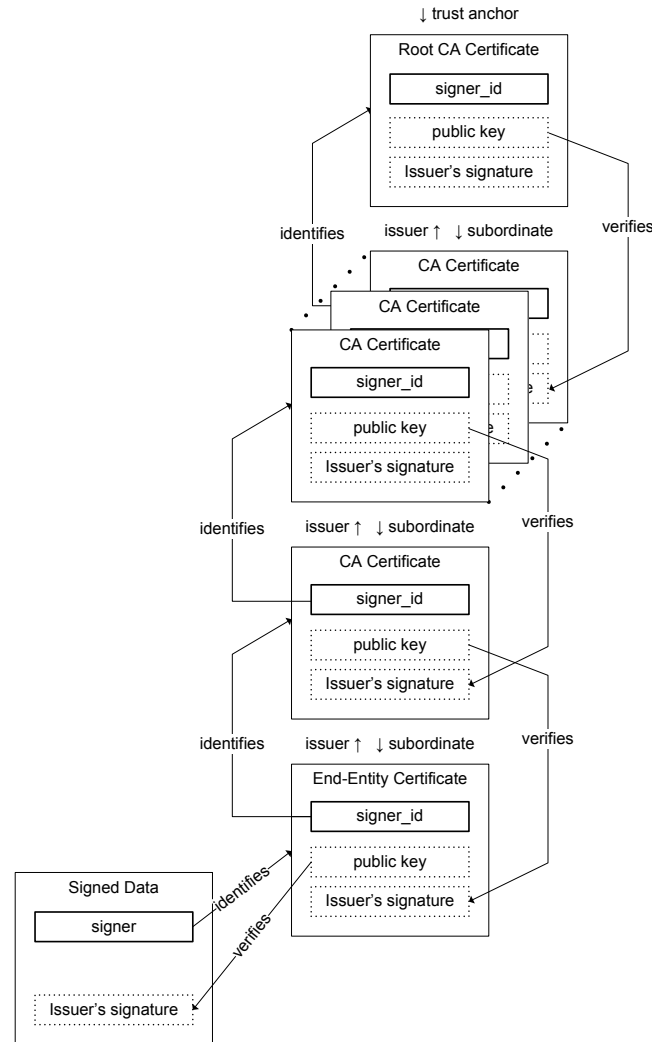 ↓ trust anchor
Root CA Certificate
signer_id
public key
Issuer's signature
identifies
verifies
issuer ↑ ↓ subordinate
CA Certificate
CA Certificate
CA Certificate
signer_id
public key
Issuer's signature
identifies
verifies
issuer ↑ ↓ subordinate
CA Certificate
signer_id
public key
Issuer's signature
identifies
verifies
issuer ↑ ↓ subordinate
End-Entity Certificate
signer_id
public key
Issuer's signature
identifies
verifies
Signed Data
signer
Issuer's signature